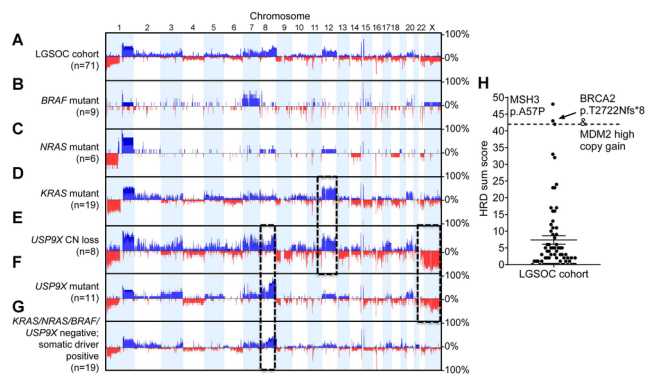 Chromosome
1 2 3 4 5 6 7 8 9 10 11 12 13 14 15 16 17 18 20 22 X
A
LGSOC cohort
(n=71)
100%
0%
B
BRAF mutant
(n=9)
100%
0%
C
NRAS mutant
(n=6)
100%
0%
D
KRAS mutant
(n=19)
100%
0%
E
USP9X CN loss
(n=8)
100%
0%
F
USP9X mutant
(n=11)
100%
0%
G
KRAS/NRAS/BRAF/
USP9X negative;
somatic driver
positive
(n=19)
100%
0%
100%
H
MSH3
p.A57P
BRCA2
p.T2722Nfs*8
&
MDM2 high
copy gain
HRD sum score
50
45
40
35
30
25
20
15
10
5
0
LGSOC cohort